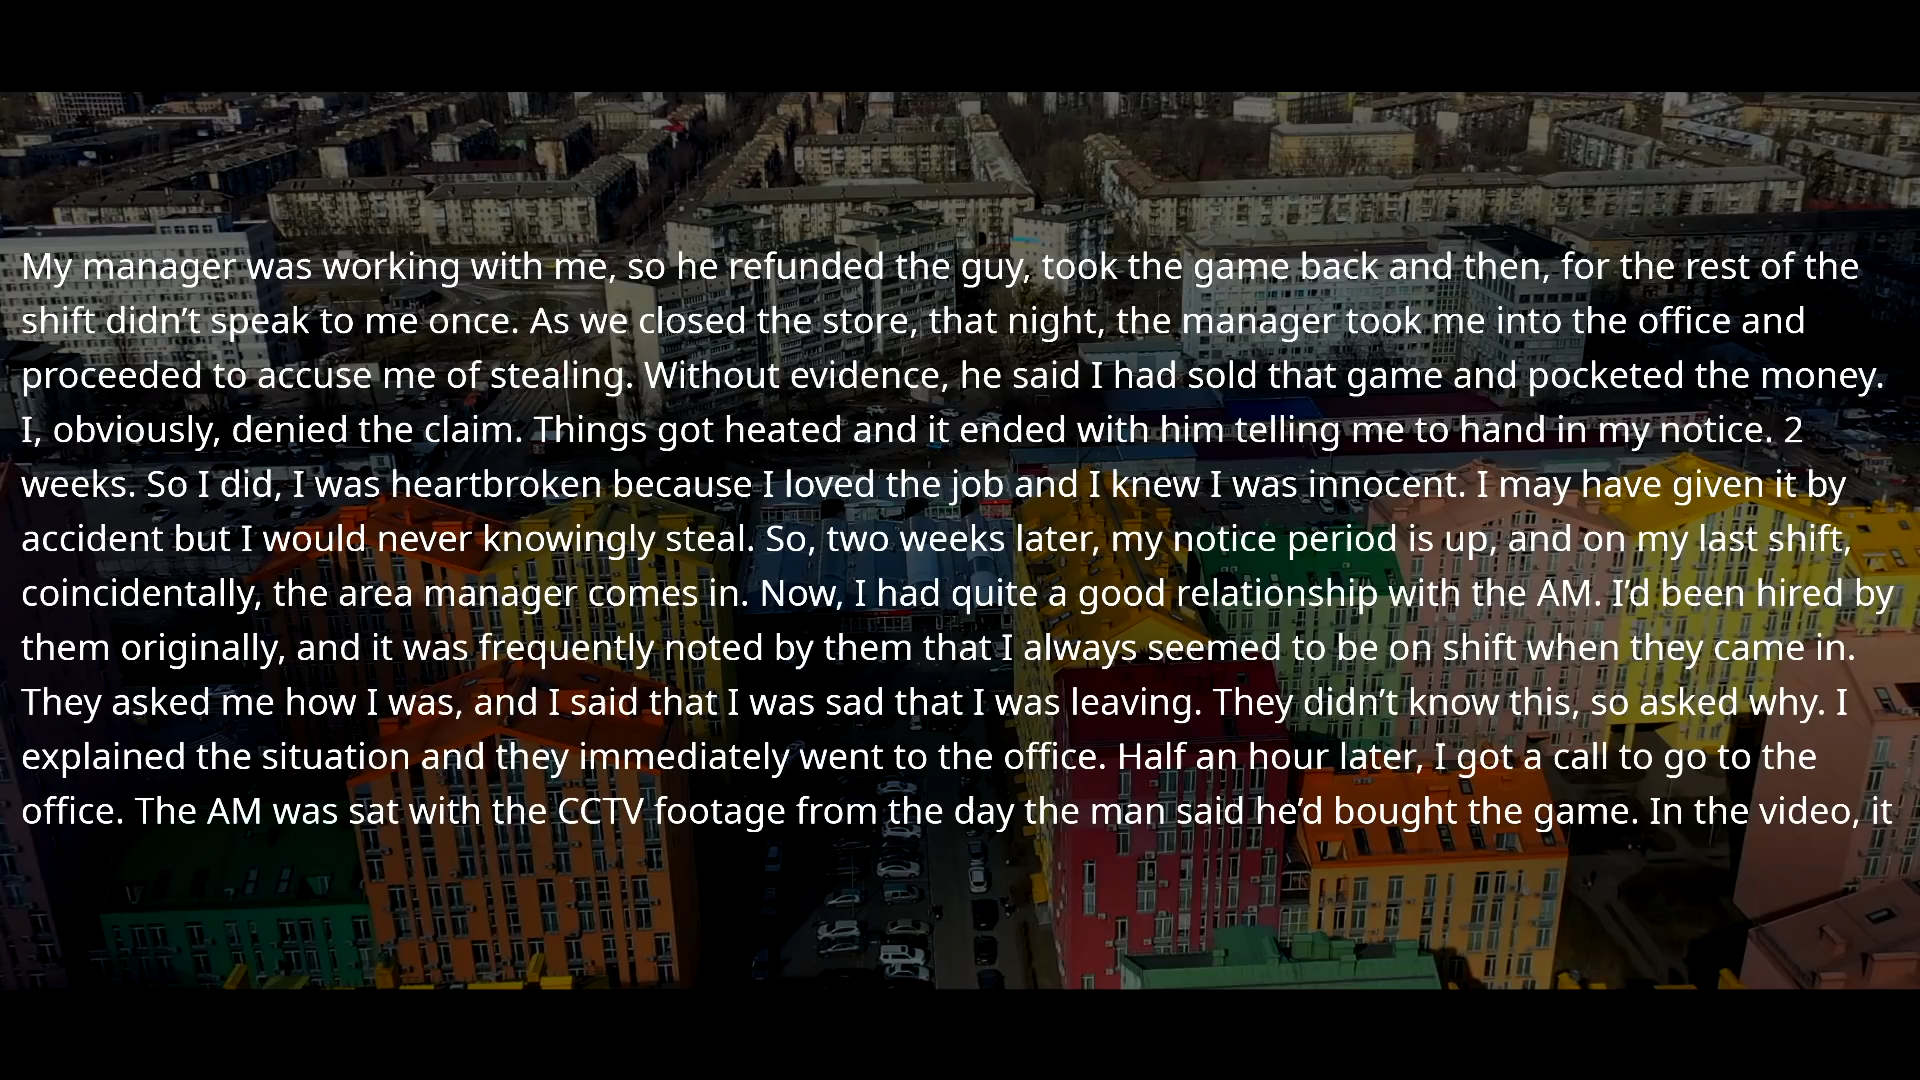 My manager was working with me, so he refunded the guy, took the game back and then, for the rest of the
shift didn’t speak to me once. As we closed the store, that night, the manager took me into the office and
proceeded to accuse me of stealing. Without evidence, he said I had sold that game and pocketed the money.
I, obviously, denied the claim. Things got heated and it ended with him telling me to hand in my notice. 2
weeks. So I did, I was heartbroken because I loved the job and I knew I was innocent. I may have given it by
accident but I would never knowingly steal. So, two weeks later, my notice period is up, and on my last shift,
coincidentally, the area manager comes in. Now, I had quite a good relationship with the AM. I’d been hired by
them originally, and it was frequently noted by them that I always seemed to be on shift when they came in.
They asked me how I was, and I said that I was sad that I was leaving. They didn’t know this, so asked why. I
explained the situation and they immediately went to the office. Half an hour later, I got a call to go to the
office. The AM was sat with the CCTV footage from the day the man said he’d bought the game. In the video, it